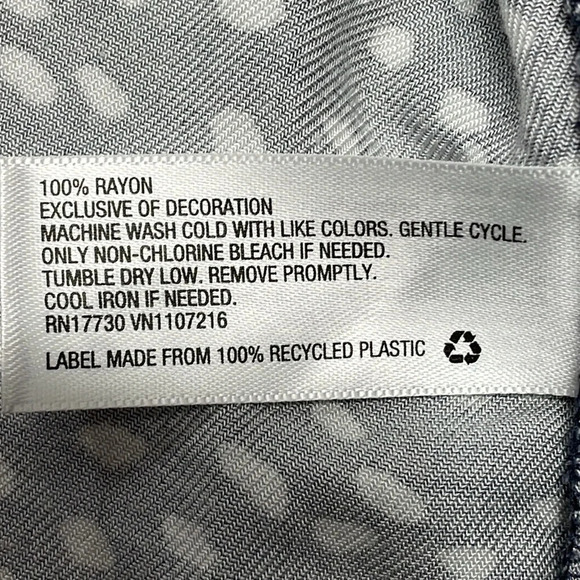 100% RAYON
EXCLUSIVE OF DECORATION
MACHINE WASH COLD WITH LIKE COLORS. GENTLE CYCLE.
ONLY NON-CHLORINE BLEACH IF NEEDED.
TUMBLE DRY LOW. REMOVE PROMPTLY.
COOL IRON IF NEEDED.
RN17730 VN1107216
LABEL MADE FROM 100% RECYCLED PLASTIC